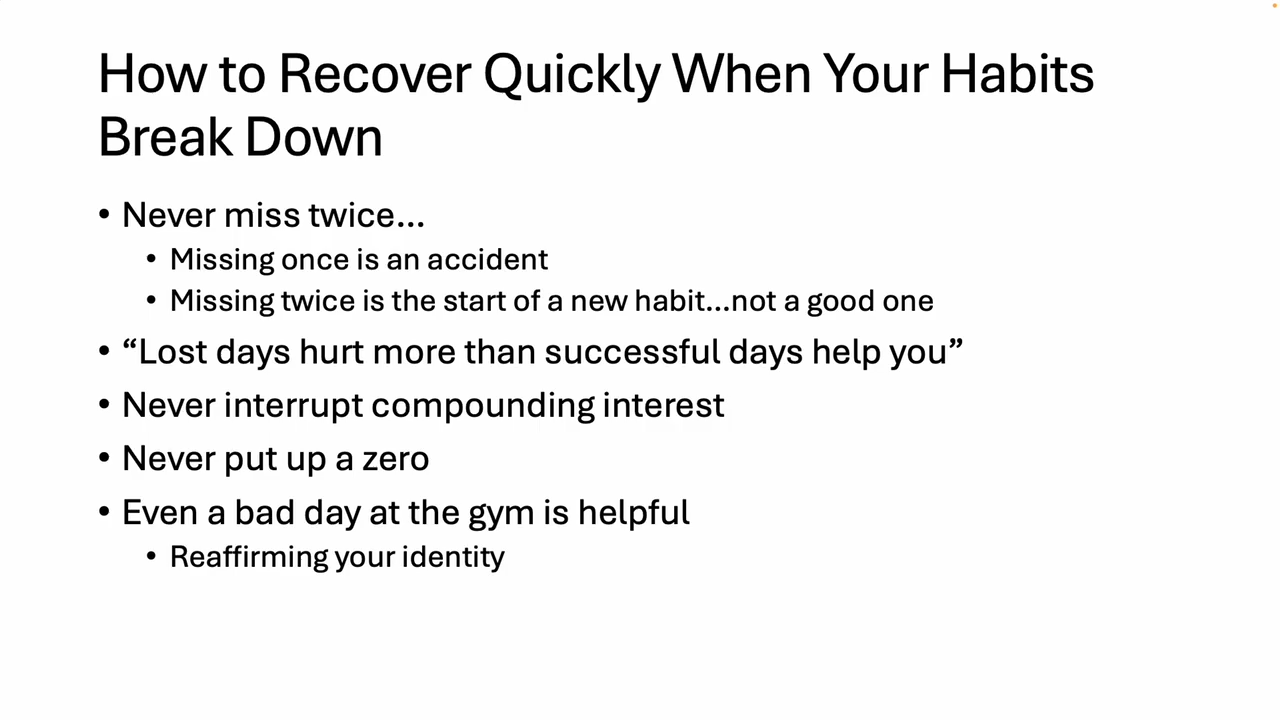 How to Recover Quickly When Your Habits
Break Down
• Never miss twice...
• Missing once is an accident
• Missing twice is the start of a new habit...not a good one
• “Lost days hurt more than successful days help you”
• Never interrupt compounding interest
• Never put up a zero
• Even a bad day at the gym is helpful
• Reaffirming your identity